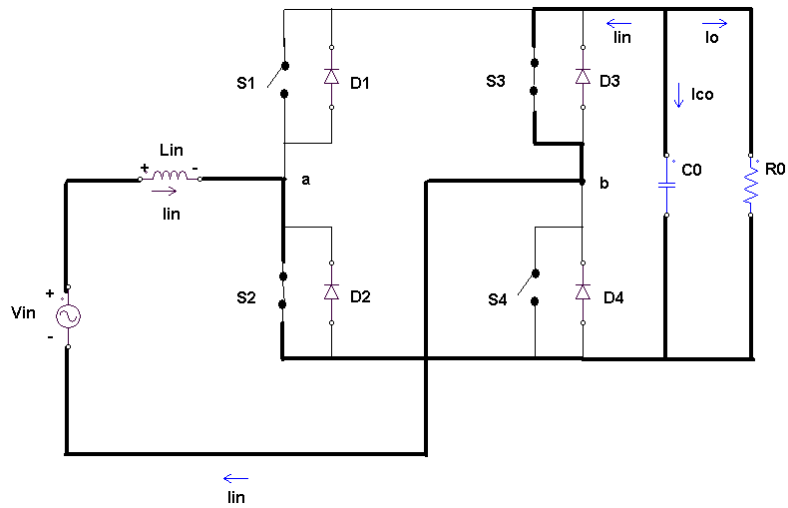 Iin Io
S1 D1 S3 D3
Ico
Lin
+ -
C0 R0
a b
Iin
S2 D2 S4 D4
+
Vin
-
Iin